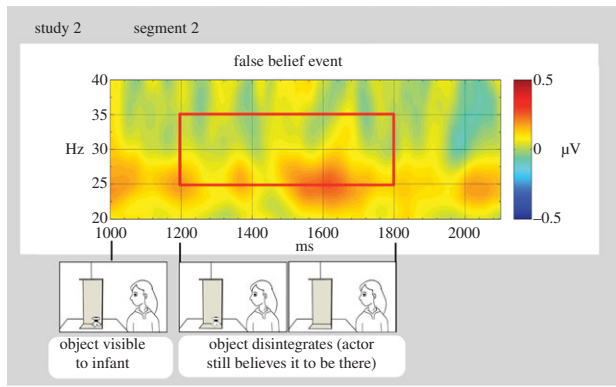 study 2 segment 2
false belief event
40
35
30
25
20
Hz
1000 1200 1400 1600 1800 2000
ms
0.5
0
–0.5
µV
object visible
to infant
object disintegrates (actor
still believes it to be there)